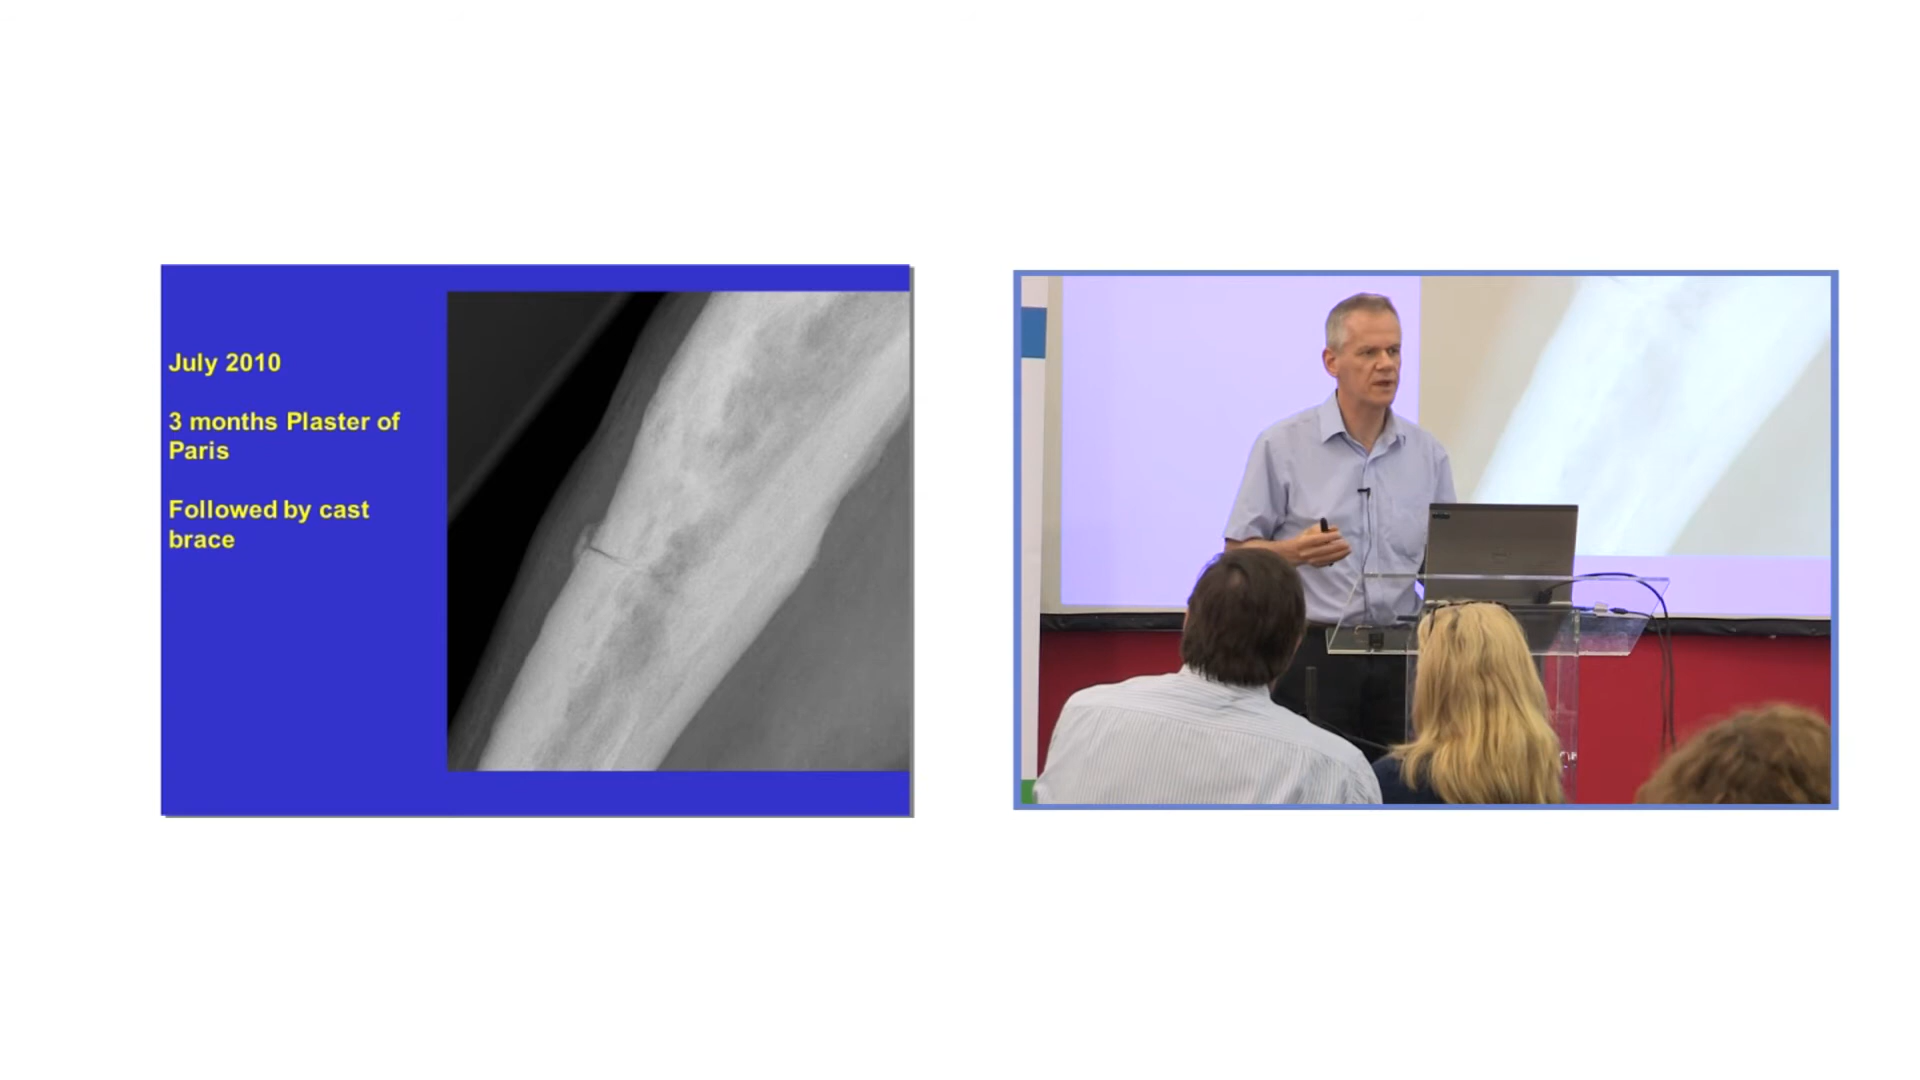 July 2010
3 months Plaster of
Paris
Followed by cast
brace